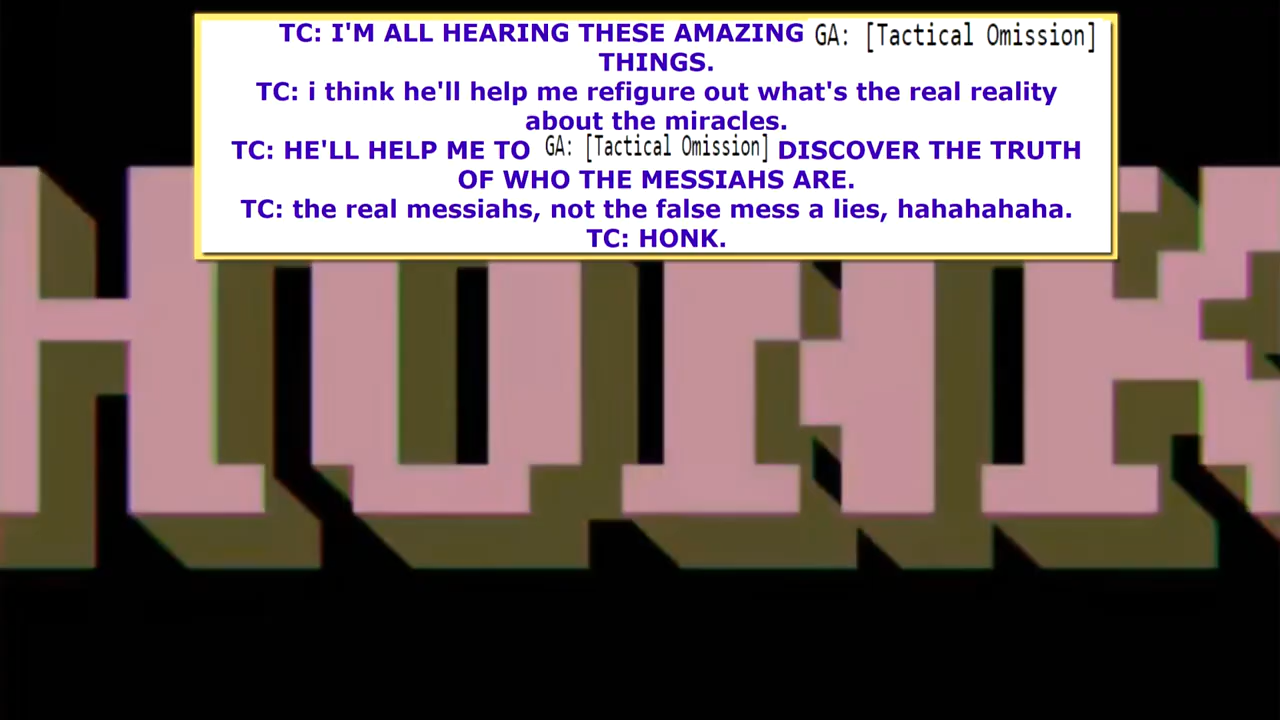 TC: I'M ALL HEARING THESE AMAZING GA: [Tactical Omission]
THINGS.
TC: i think he'll help me refigure out what's the real reality
about the miracles.
TC: HE'LL HELP ME TO GA: [Tactical Omission] DISCOVER THE TRUTH
OF WHO THE MESSIAHS ARE.
TC: the real messiahs, not the false mess a lies, hahahahaha.
TC: HONK.
HUNK